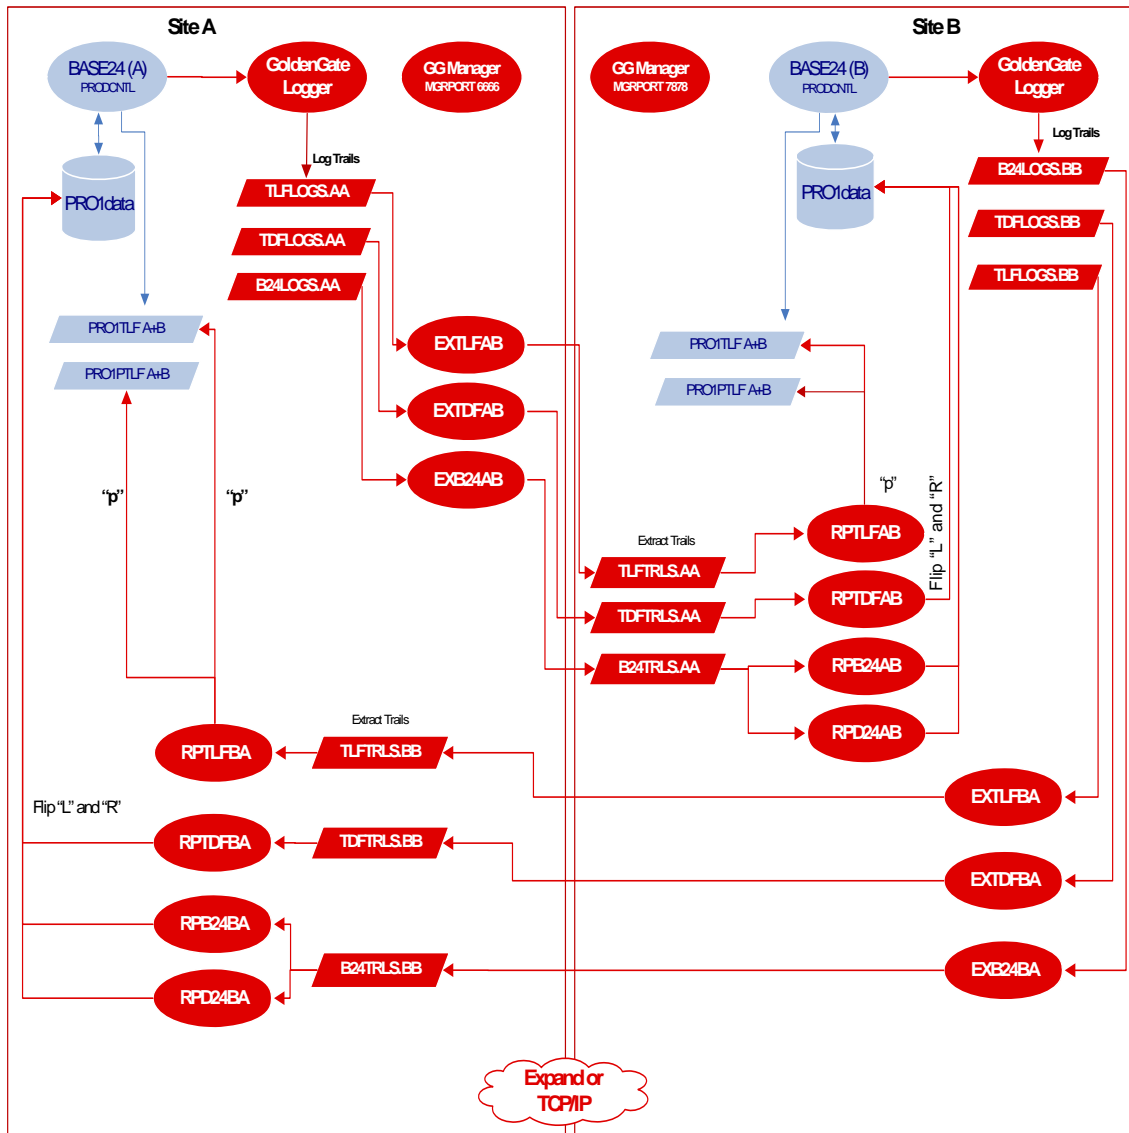 Site A
BASE24 (A)
PRODCNTL
GoldenGate
Logger
GG Manager
MGRPORT 6666
Log Trails
TLFLOGS.AA
PRO1data
TDFLOGS.AA
B24LOGS.AA
PRO1TLF A+B
EXTLFAB
PRO1PTLF A+B
EXTDFAB
EXB24AB
“p”
“p”
Extract Trails
RPTLFBA
TLFTRLS.BB
Flip “L” and “R”
RPTDFBA
TDFTRLS.BB
RPB24BA
B24TRLS.BB
RPD24BA
Site B
GG Manager
MGRPORT 7878
BASE24 (B)
PRODCNTL
GoldenGate
Logger
Log Trails
B24LOGS.BB
PRO1data
TDFLOGS.BB
TLFLOGS.BB
PRO1TLF A+B
PRO1PTLF A+B
“p”
Flip “L” and “R”
Extract Trails
RPTLFAB
TLFTRLS.AA
RPTDFAB
TDFTRLS.AA
RPB24AB
B24TRLS.AA
RPD24AB
EXTLFBA
EXTDFBA
EXB24BA
Expand or
TCP/IP